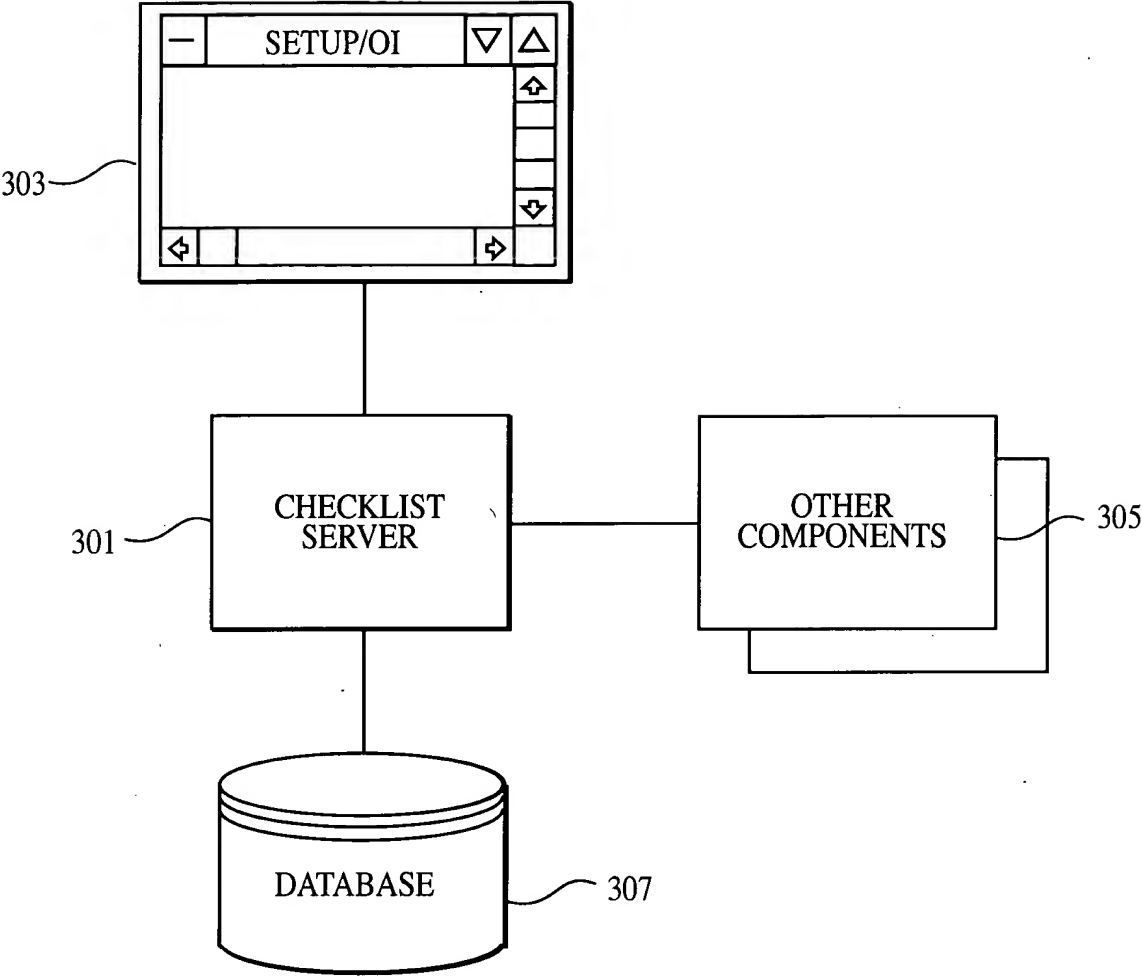 SETUP/OI
303
CHECKLIST
SERVER
301
OTHER
COMPONENTS
305
DATABASE
307